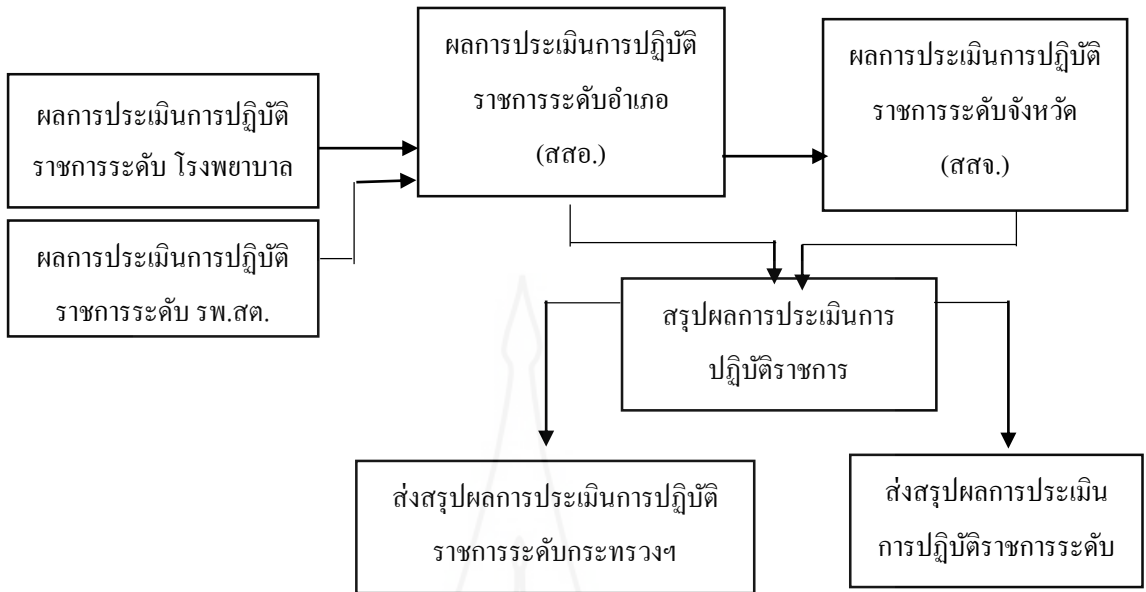 ผลการประเมินการปฏิบัติ
ราชการระดับ โรงพยาบาล
ผลการประเมินการปฏิบัติ
ราชการระดับ รพ.สต.
ผลการประเมินการปฏิบัติ
ราชการระดับอำเภอ
(สสอ.)
ผลการประเมินการปฏิบัติ
ราชการระดับจังหวัด
(สสจ.)
สรุปผลการประเมินการ
ปฏิบัติราชการ
ส่งสรุปผลการประเมินการปฏิบัติ
ราชการระดับกระทรวงฯ
ส่งสรุปผลการประเมิน
การปฏิบัติราชการระดับ